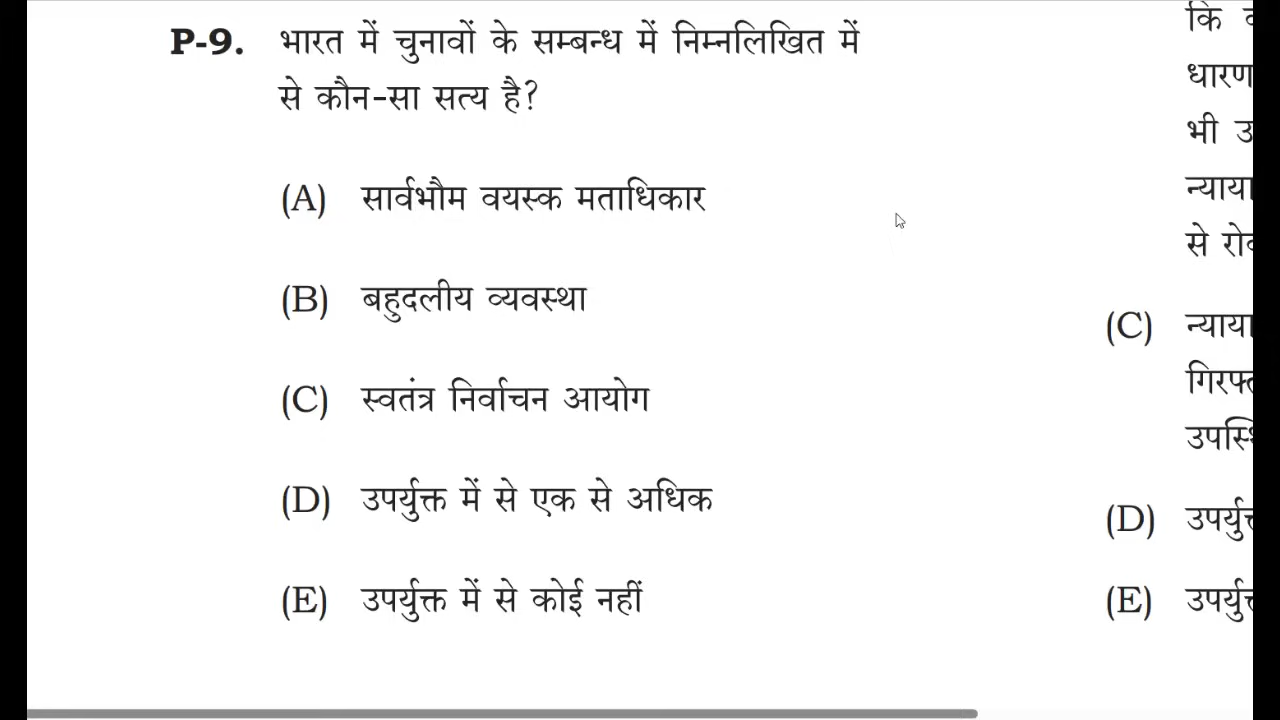 P-9. भारत में चुनावों के सम्बन्ध में निम्नलिखित में
से कौन-सा सत्य है?
(A) सार्वभौम वयस्क मताधिकार
(B) बहुदलीय व्यवस्था
(C) स्वतंत्र निर्वाचन आयोग
(D) उपर्युक्त में से एक से अधिक
(E) उपर्युक्त में से कोई नहीं
कि
धारण
भी
न्याया
से
(C) न्याया
(D)
(E)